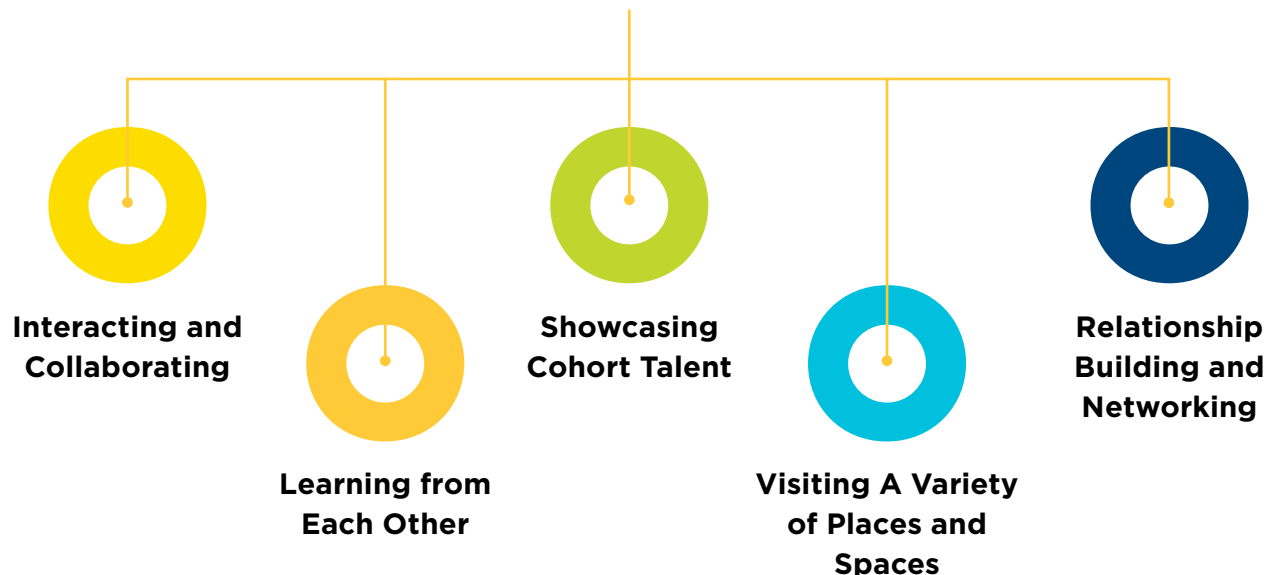 Interacting and
Collaborating
Learning from
Each Other
Showcasing
Cohort Talent
Visiting A Variety
of Places and
Spaces
Relationship
Building and
Networking